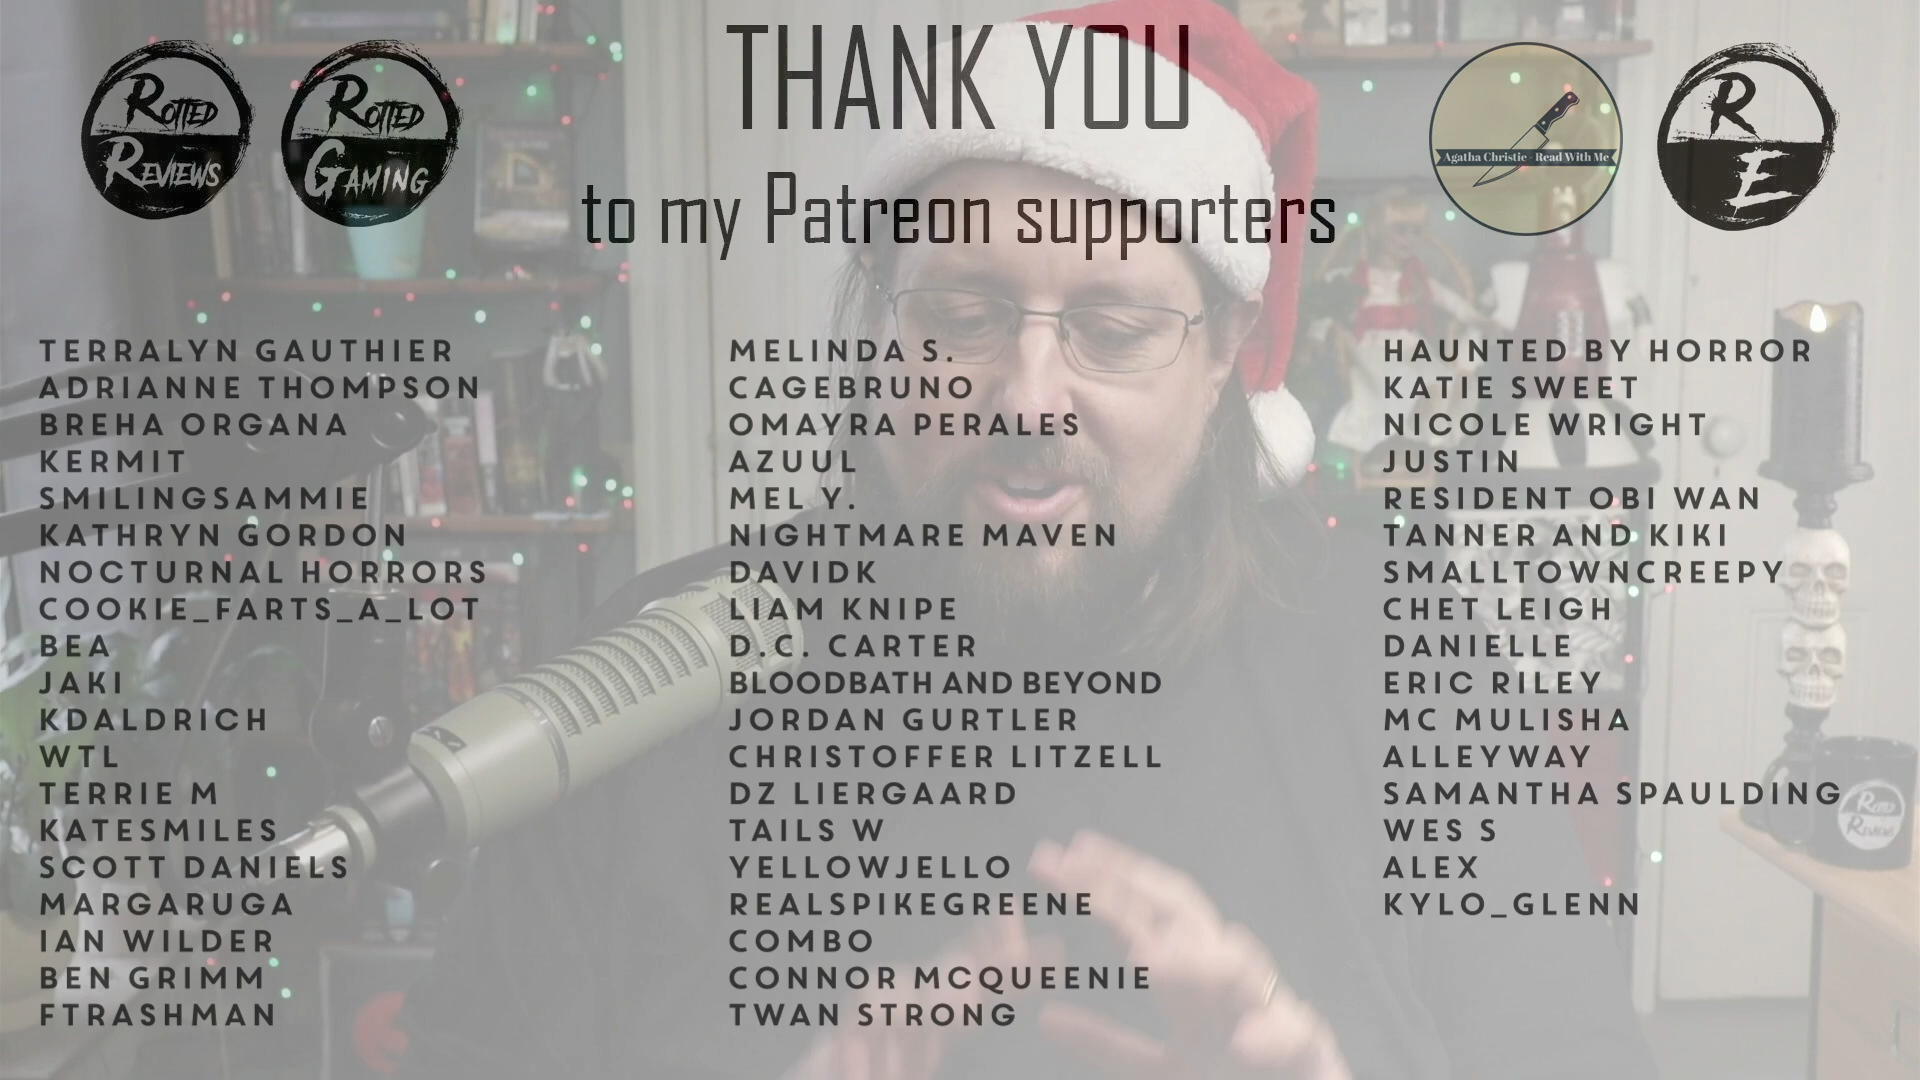 THANK YOU
to my Patreon supporters
ROTTED
REVIEWS
ROTTED
GAMING
Agatha Christie - Read With Me
R
E
TERRALYN GAUTHIER
ADRIANNE THOMPSON
BREHA ORGANA
KERMIT
SMILINGSAMMIE
KATHRYN GORDON
NOCTURNAL HORRORS
COOKIE_FARTS_A_LOT
BEA
JAKI
KDALDRICH
WTL
TERRIE M
KATESMILES
SCOTT DANIELS
MARGARUGA
IAN WILDER
BEN GRIMM
FTRASHMAN
MELINDA S.
CAGEBRUNO
OMAYRA PERALES
AZUUL
MEL Y.
NIGHTMARE MAVEN
DAVIDK
LIAM KNIPE
D.C. CARTER
BLOODBATH AND BEYOND
JORDAN GURTLER
CHRISTOFFER LITZELL
DZ LIERGAARD
TAILS W
YELLOWJELLO
REALSPIKEGREENE
COMBO
CONNOR MCQUEENIE
TWAN STRONG
HAUNTED BY HORROR
KATIE SWEET
NICOLE WRIGHT
JUSTIN
RESIDENT OBI WAN
TANNER AND KIKI
SMALLTOWNCREEPY
CHET LEIGH
DANIELLE
ERIC RILEY
MC MULISHA
ALLEYWAY
SAMANTHA SPAULDING
WES S
ALEX
KYLO_GLENN
ROTTED
REVIEWS